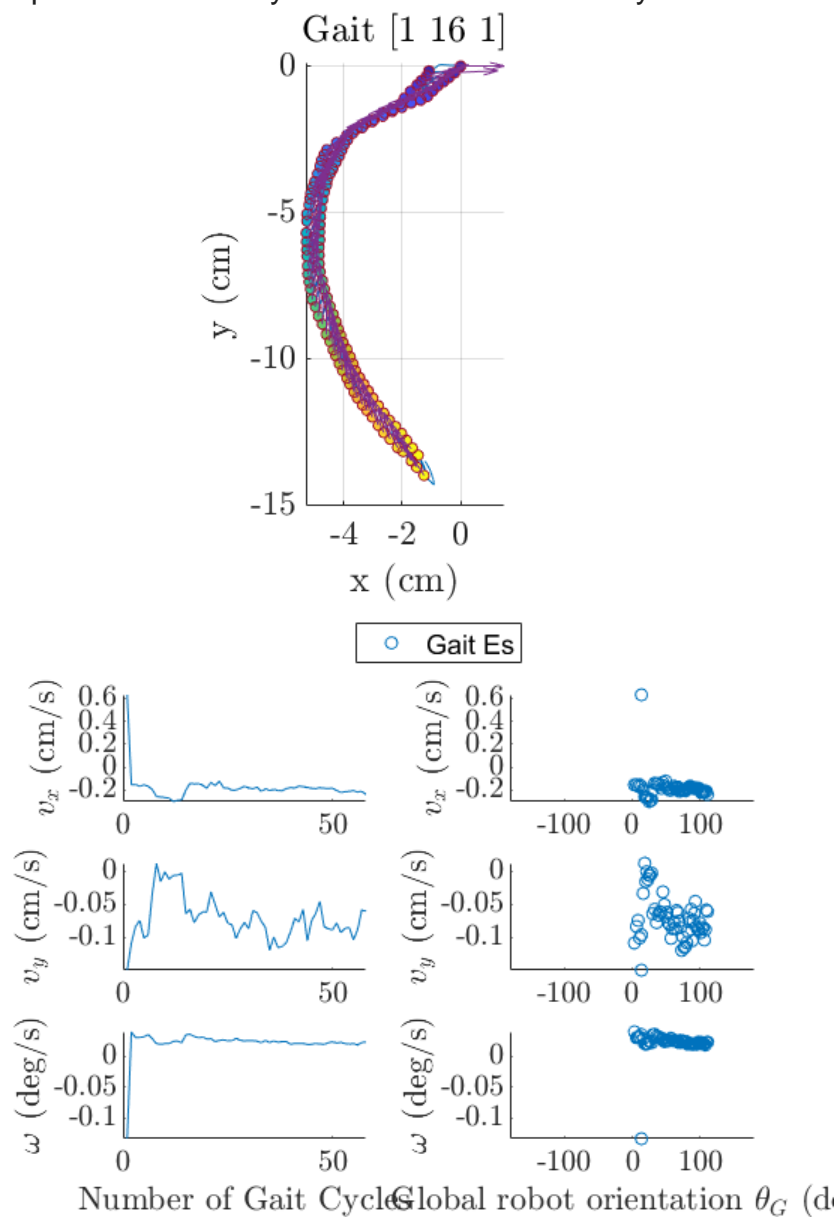 Gait [1 16 1]
0
-5
-10
-15
y (cm)
-4 -2 0
x (cm)
Gait Es
0.6
0.4
0.2
0
-0.2
v_x (cm/s)
0 50
0.6
0.4
0.2
0
-0.2
v_x (cm/s)
-100 0 100
0
-0.05
-0.1
v_y (cm/s)
0 50
0
-0.05
-0.1
v_y (cm/s)
-100 0 100
0
-0.05
-0.1
ω (deg/s)
0 50
0
-0.05
-0.1
ω (deg/s)
-100 0 100
Number of Gait Cycles
Global robot orientation θ_G (de